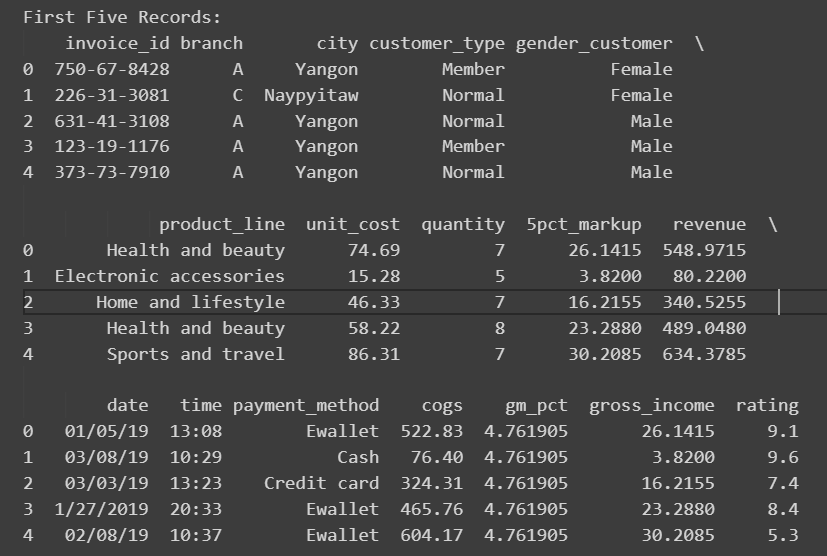 First Five Records:
invoice_id branch city customer_type gender_customer \
0 750-67-8428 A Yangon Member Female
1 226-31-3081 C Naypyitaw Normal Female
2 631-41-3108 A Yangon Normal Male
3 123-19-1176 A Yangon Member Male
4 373-73-7910 A Yangon Normal Male
product_line unit_cost quantity 5pct_markup revenue \
0 Health and beauty 74.69 7 26.1415 548.9715
1 Electronic accessories 15.28 5 3.8200 80.2200
2 Home and lifestyle 46.33 7 16.2155 340.5255
3 Health and beauty 58.22 8 23.2880 489.0480
4 Sports and travel 86.31 7 30.2085 634.3785
date time payment_method cogs gm_pct gross_income rating
0 01/05/19 13:08 Ewallet 522.83 4.761905 26.1415 9.1
1 03/08/19 10:29 Cash 76.40 4.761905 3.8200 9.6
2 03/03/19 13:23 Credit card 324.31 4.761905 16.2155 7.4
3 1/27/2019 20:33 Ewallet 465.76 4.761905 23.2880 8.4
4 02/08/19 10:37 Ewallet 604.17 4.761905 30.2085 5.3